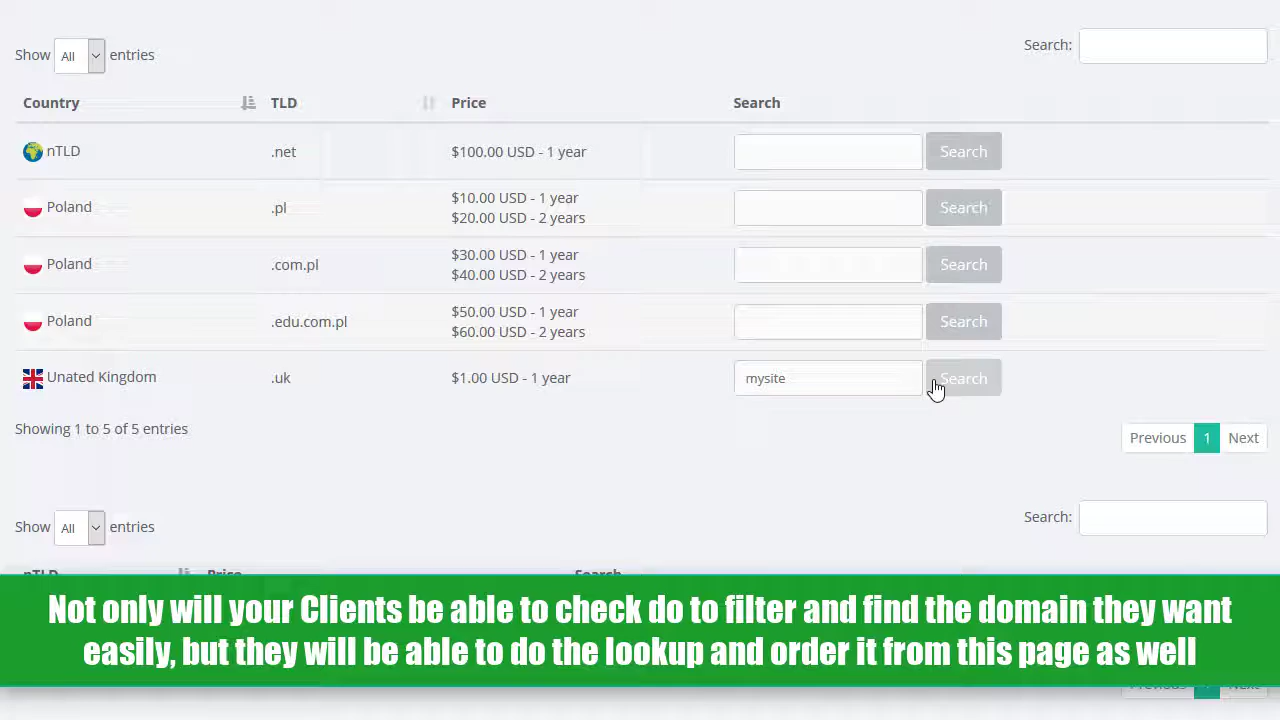 Show All entries Search:
Country TLD Price Search
nTLD .net $100.00 USD - 1 year Search
Poland .pl $10.00 USD - 1 year Search
$20.00 USD - 2 years
Poland .com.pl $30.00 USD - 1 year Search
$40.00 USD - 2 years
Poland .edu.com.pl $50.00 USD - 1 year Search
$60.00 USD - 2 years
Unated Kingdom .uk $1.00 USD - 1 year mysite Search
Showing 1 to 5 of 5 entries
Previous 1 Next
Show All entries Search:
nTLD Price Search
Not only will your Clients be able to check do to filter and find the domain they want
easily, but they will be able to do the lookup and order it from this page as well
Previous 1 Next